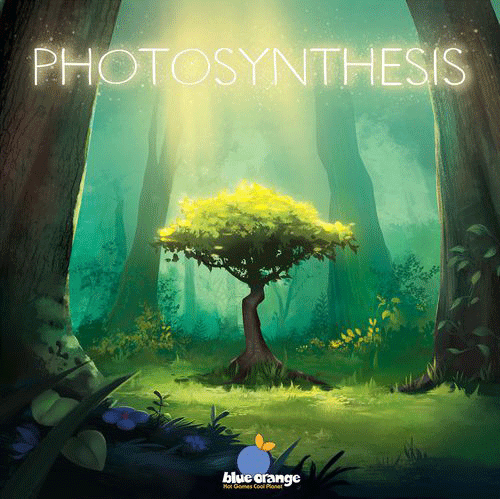 PHOTOSYNTHESIS
blue orange
Hot Games Cool Planet